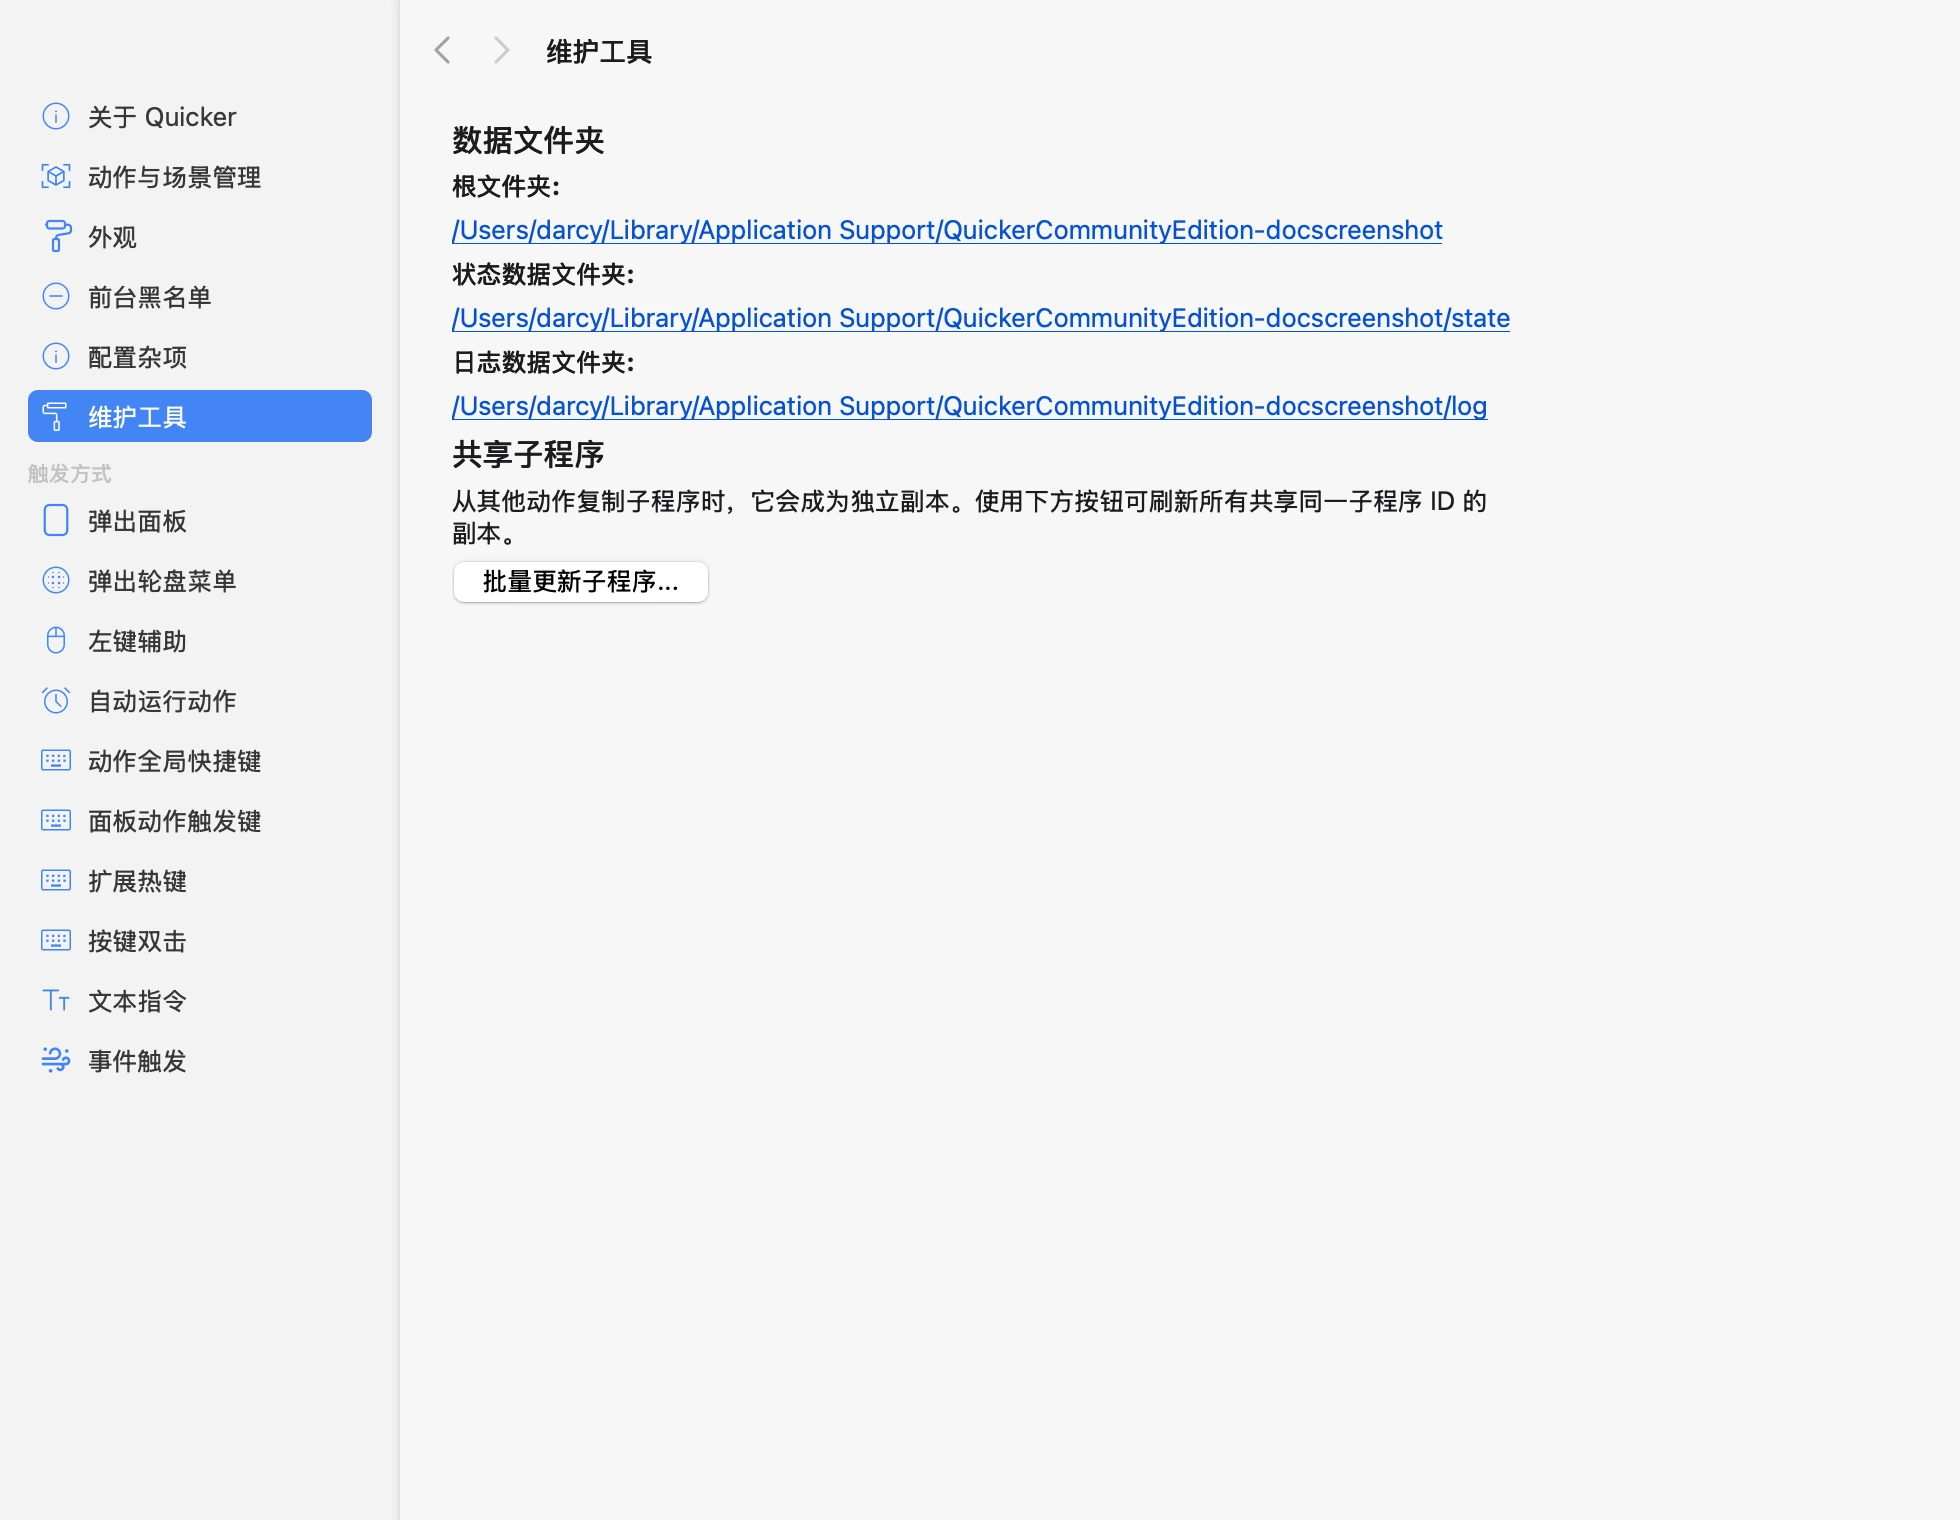 维护工具
关于 Quicker
动作与场景管理
外观
前台黑名单
配置杂项
维护工具
触发方式
弹出面板
弹出轮盘菜单
左键辅助
自动运行动作
动作全局快捷键
面板动作触发键
扩展热键
按键双击
文本指令
事件触发
数据文件夹
根文件夹:
/Users/darcy/Library/Application Support/QuickerCommunityEdition-docscreenshot
状态数据文件夹:
/Users/darcy/Library/Application Support/QuickerCommunityEdition-docscreenshot/state
日志数据文件夹:
/Users/darcy/Library/Application Support/QuickerCommunityEdition-docscreenshot/log
共享子程序
从其他动作复制子程序时，它会成为独立副本。使用下方按钮可刷新所有共享同一子程序 ID 的
副本。
批量更新子程序...